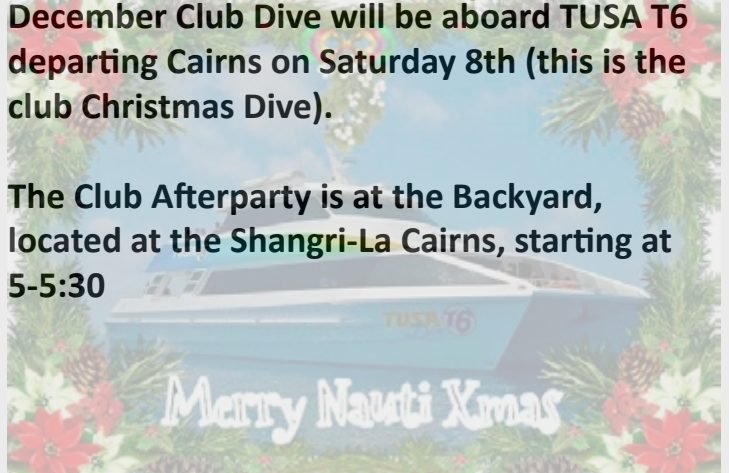 December Club Dive will be aboard TUSA T6
departing Cairns on Saturday 8th (this is the
club Christmas Dive).
The Club Afterparty is at the Backyard,
located at the Shangri-La Cairns, starting at
5-5:30
TUSA T6
Merry Nauti Xmas